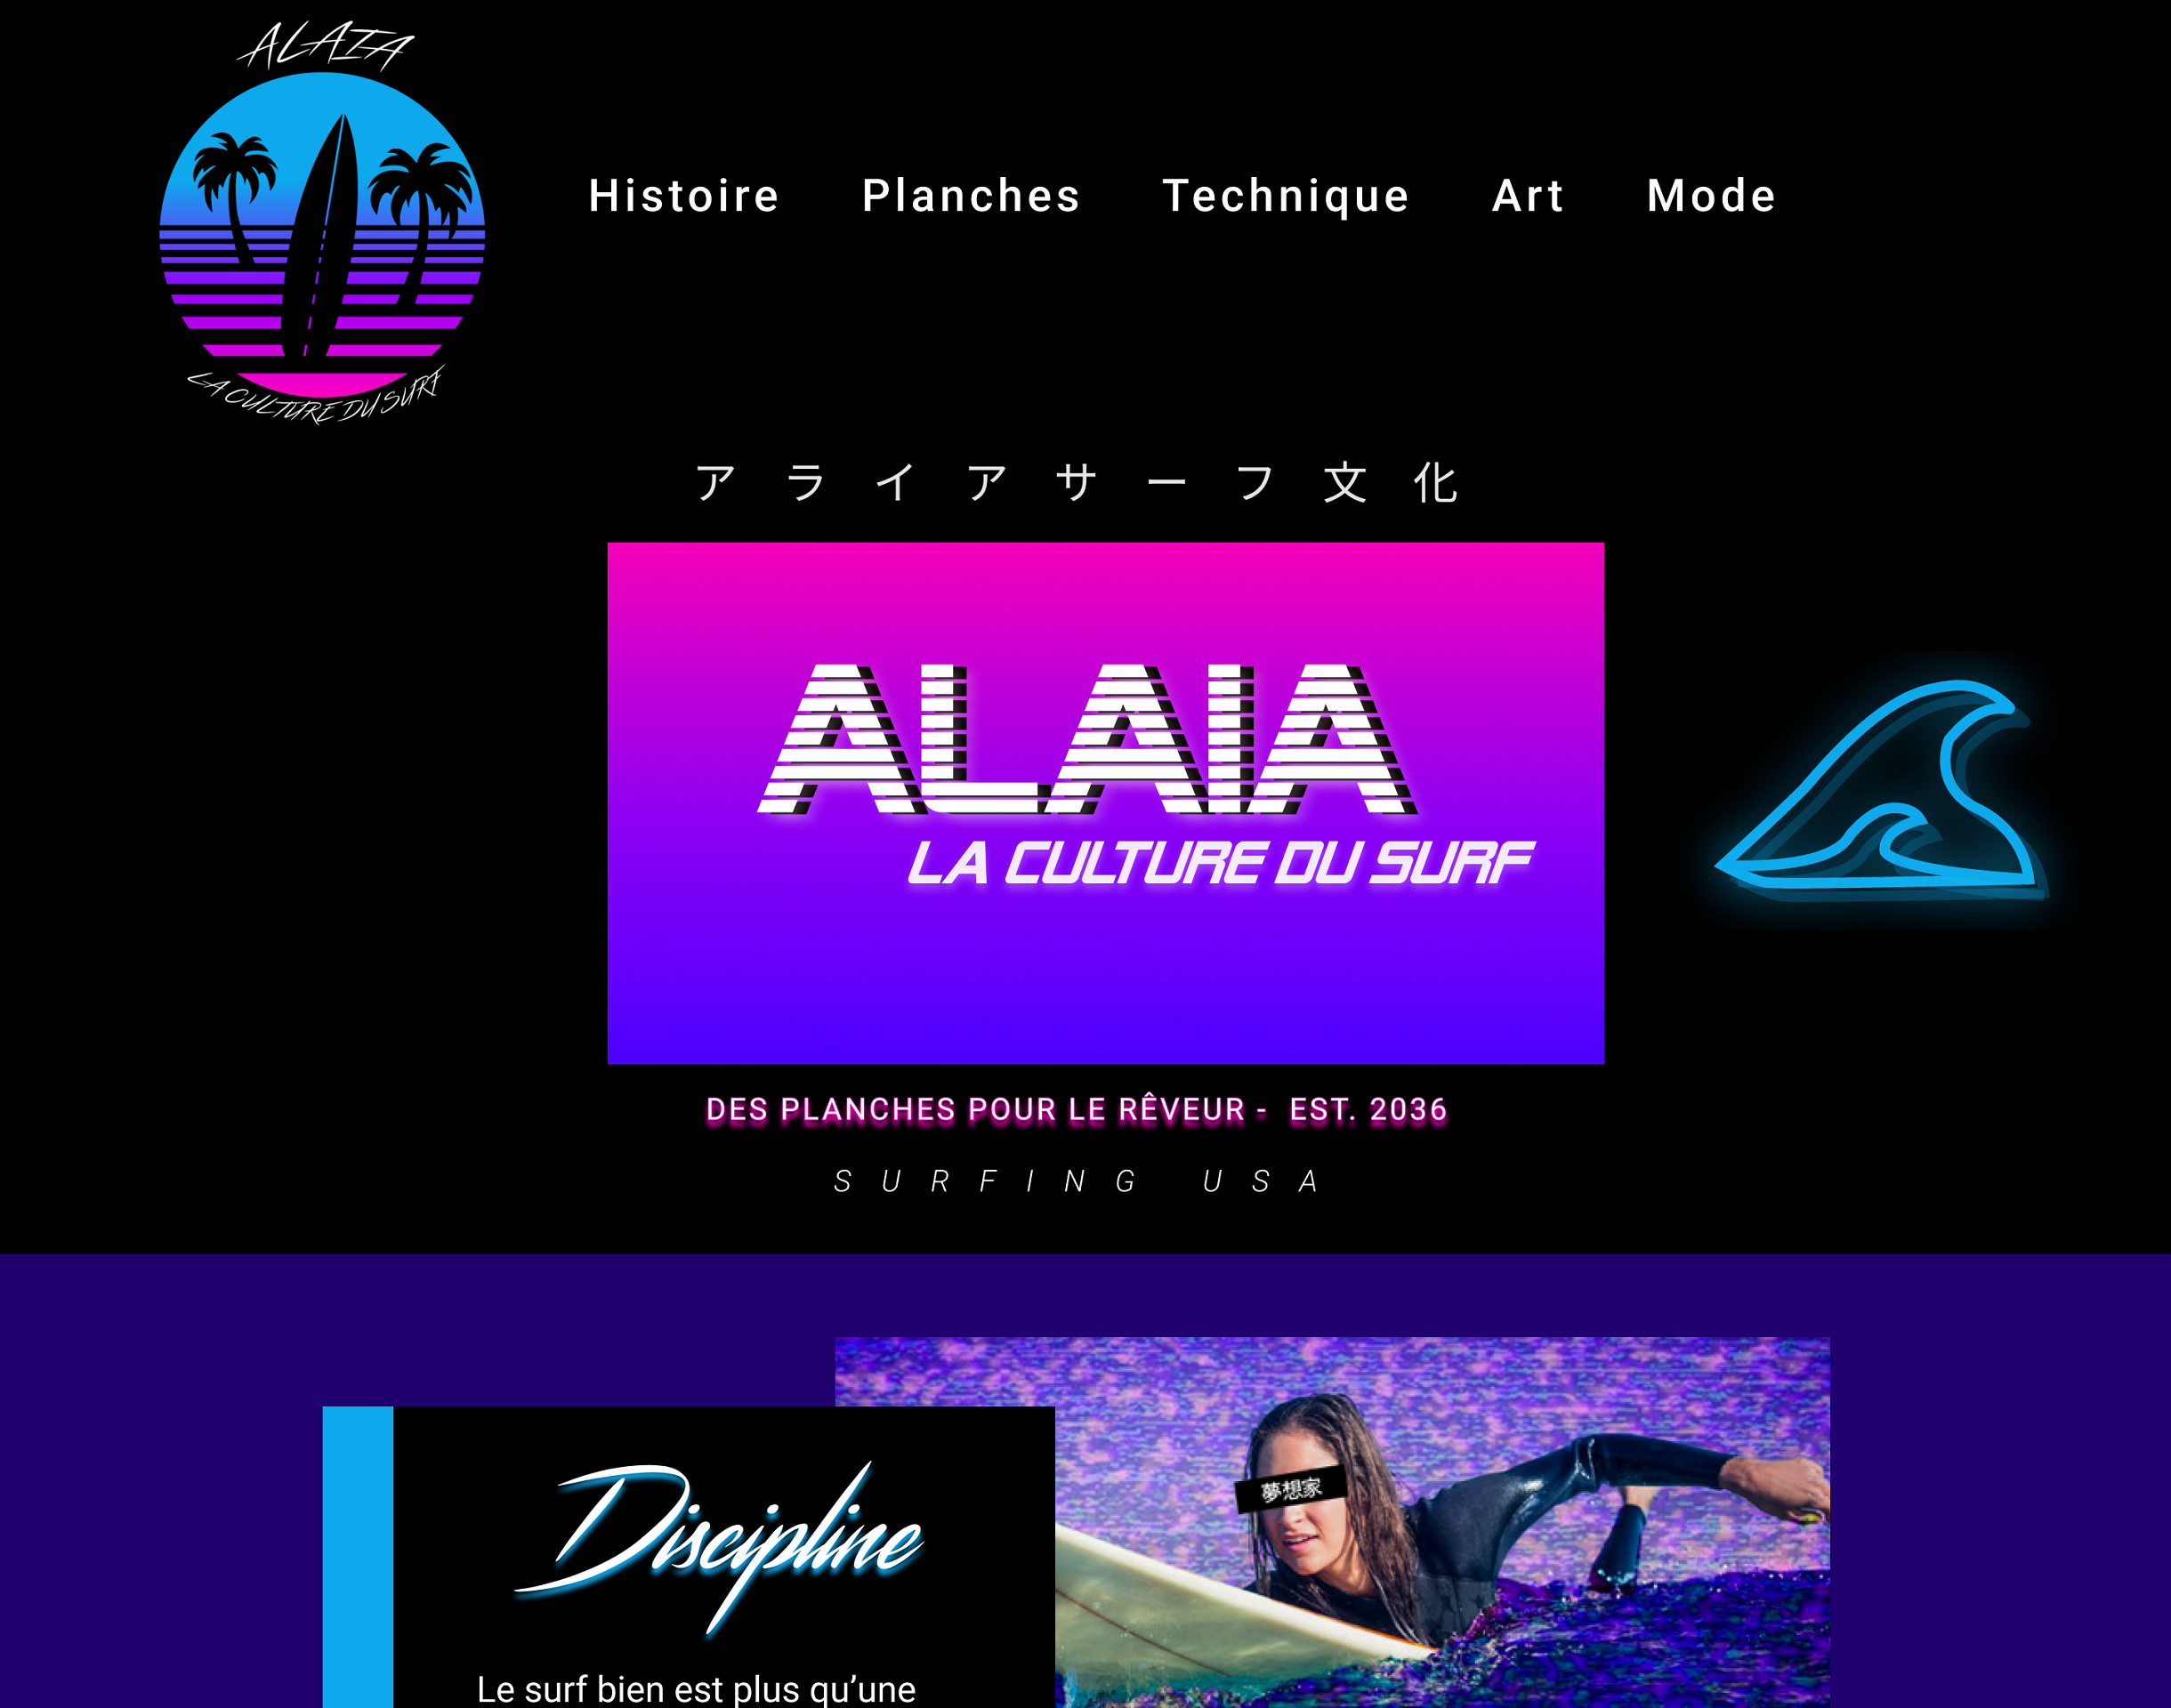 ALAIA
LA CULTURE DU SURF
Histoire Planches Technique Art Mode
アライアサーフ文化
ALAIA
LA CULTURE DU SURF
DES PLANCHES POUR LE RÊVEUR - EST. 2036
SURFING USA
夢想家
Discipline
Le surf bien est plus qu’une